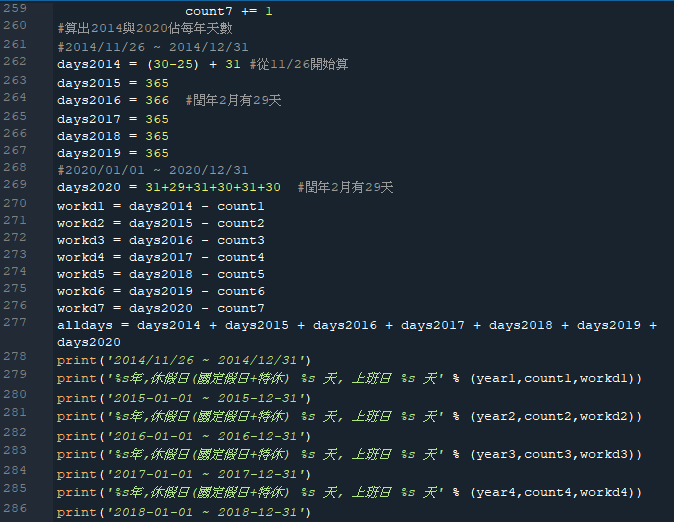 259 count7 += 1
260 #算出2014與2020佔每年天數
261 #2014/11/26 ~ 2014/12/31
262 days2014 = (30-25) + 31 #從11/26開始算
263 days2015 = 365
264 days2016 = 366 #閏年2月有29天
265 days2017 = 365
266 days2018 = 365
267 days2019 = 365
268 #2020/01/01 ~ 2020/12/31
269 days2020 = 31+29+31+30+31+30 #閏年2月有29天
270 workd1 = days2014 - count1
271 workd2 = days2015 - count2
272 workd3 = days2016 - count3
273 workd4 = days2017 - count4
274 workd5 = days2018 - count5
275 workd6 = days2019 - count6
276 workd7 = days2020 - count7
277 alldays = days2014 + days2015 + days2016 + days2017 + days2018 + days2019 +
days2020
278 print('2014/11/26 ~ 2014/12/31')
279 print('%s年,休假日(國定假日+特休) %s 天, 上班日 %s 天' % (year1,count1,workd1))
280 print('2015-01-01 ~ 2015-12-31')
281 print('%s年,休假日(國定假日+特休) %s 天, 上班日 %s 天' % (year2,count2,workd2))
282 print('2016-01-01 ~ 2016-12-31')
283 print('%s年,休假日(國定假日+特休) %s 天, 上班日 %s 天' % (year3,count3,workd3))
284 print('2017-01-01 ~ 2017-12-31')
285 print('%s年,休假日(國定假日+特休) %s 天, 上班日 %s 天' % (year4,count4,workd4))
286 print('2018-01-01 ~ 2018-12-31')